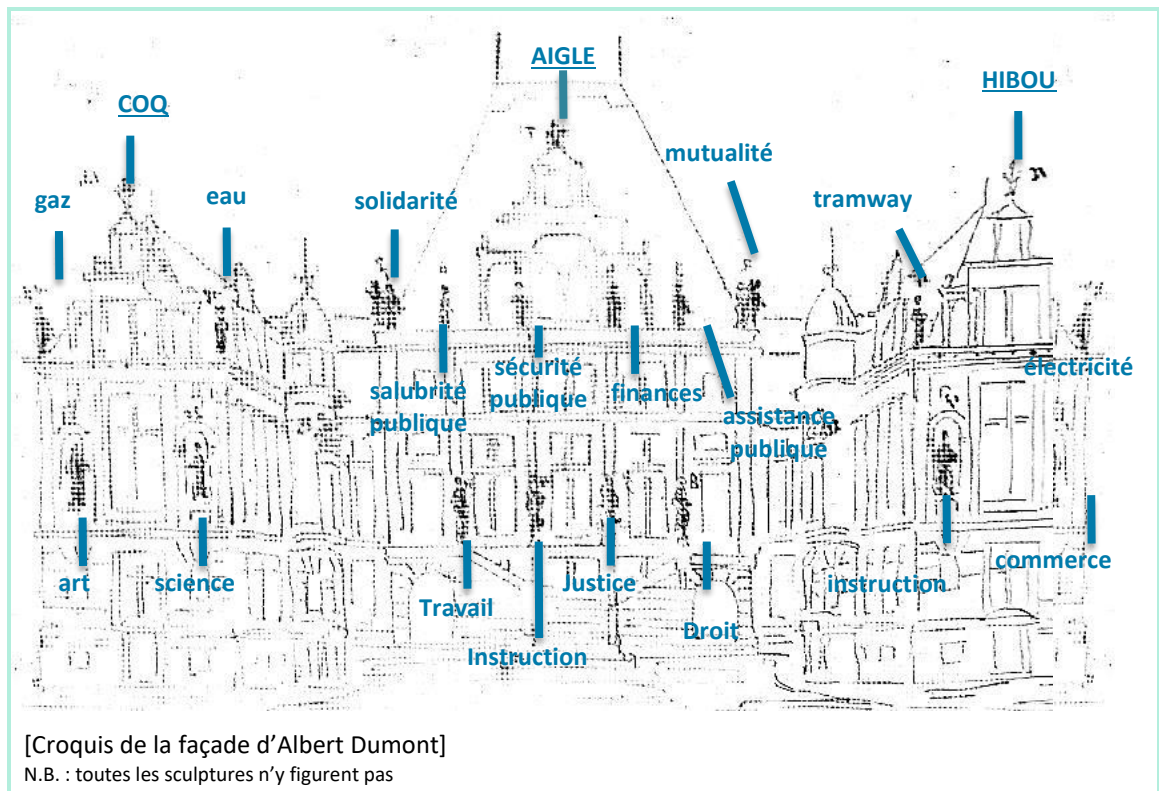 AIGLE
COQ
HIBOU
mutualité
gaz
eau
solidarité
tramway
sécurité
publique
salubrité
publique
finances
électricité
assistance
publique
B
art
science
Travail
Justice
instruction
commerce
Droit
Instruction
[Croquis de la façade d’Albert Dumont]
N.B. : toutes les sculptures n’y figurent pas